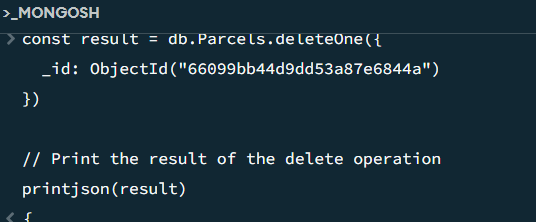 >_MONGOSH
> const result = db.Parcels.deleteOne({
_id: ObjectId("66099bb44d9dd53a87e6844a")
})
// Print the result of the delete operation
printjson(result)
< {